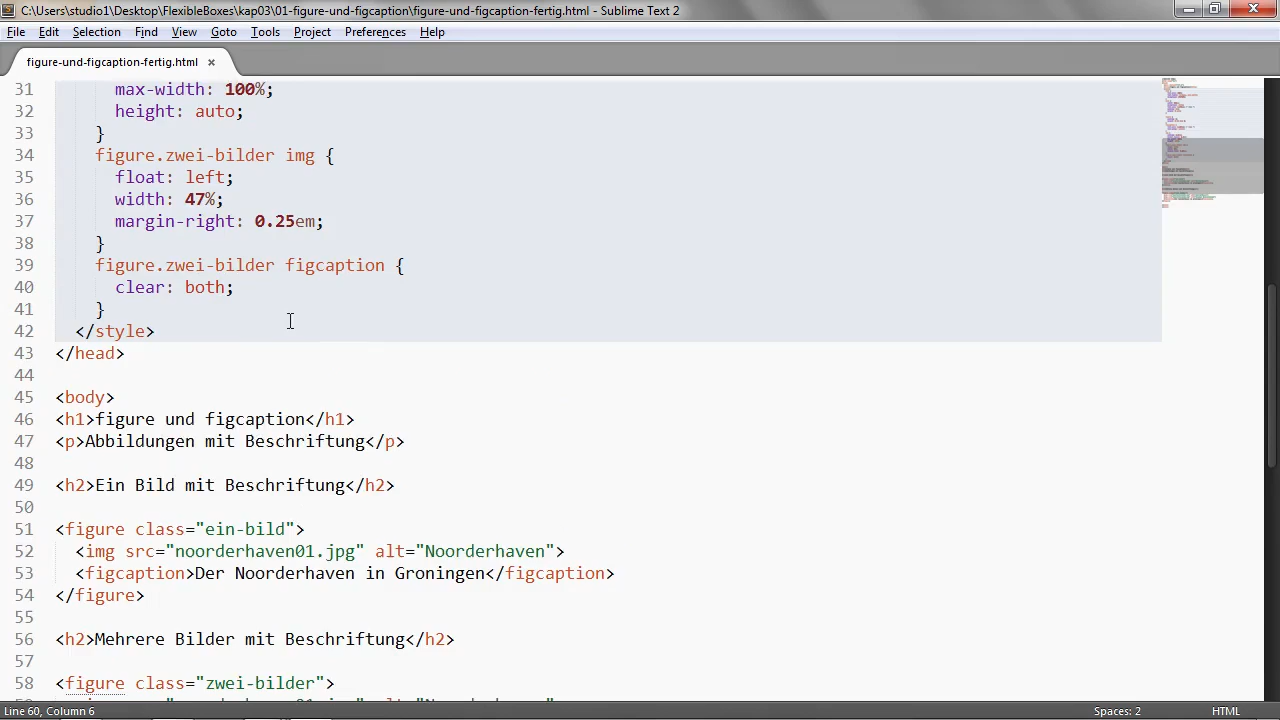 C:\Users\studio1\Desktop\FlexibleBoxes\kap03\01-figure-und-figcaption\figure-und-figcaption-fertig.html - Sublime Text 2
File Edit Selection Find View Goto Tools Project Preferences Help
figure-und-figcaption-fertig.html ×
31 max-width: 100%;
32 height: auto;
33 }
34 figure.zwei-bilder img {
35 float: left;
36 width: 47%;
37 margin-right: 0.25em;
38 }
39 figure.zwei-bilder figcaption {
40 clear: both;
41 }
42 </style>
43 </head>
44
45 <body>
46 <h1>figure und figcaption</h1>
47 <p>Abbildungen mit Beschriftung</p>
48
49 <h2>Ein Bild mit Beschriftung</h2>
50
51 <figure class="ein-bild">
52 <img src="noorderhaven01.jpg" alt="Noorderhaven">
53 <figcaption>Der Noorderhaven in Groningen</figcaption>
54 </figure>
55
56 <h2>Mehrere Bilder mit Beschriftung</h2>
57
58 <figure class="zwei-bilder">
Line 60, Column 6 Spaces: 2 HTML